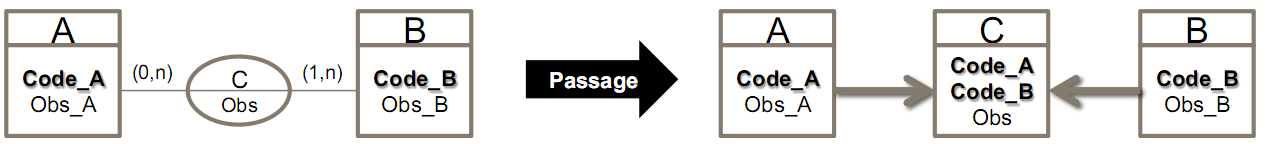 A
Code_A
Obs_A
(0,n)
C
Obs
(1,n)
B
Code_B
Obs_B
Passage
A
Code_A
Obs_A
C
Code_A
Code_B
Obs
B
Code_B
Obs_B